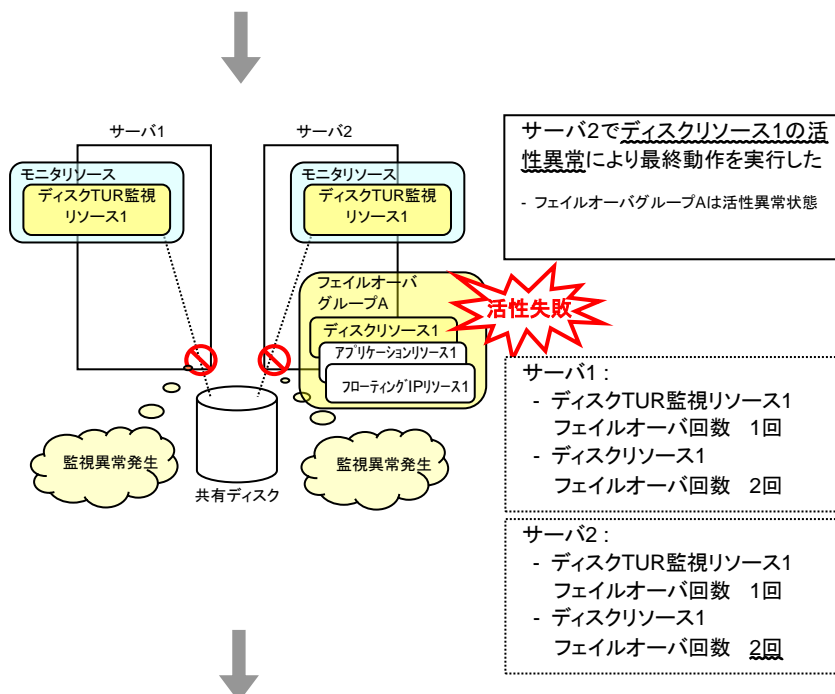 サーバ1
サーバ2
モニタリソース
ディスクTUR監視
リソース1
モニタリソース
ディスクTUR監視
リソース1
フェイルオーバ
グループA
活性失敗
ディスクリソース1
アプリケーションリソース1
フローティングIPリソース1
監視異常発生
監視異常発生
共有ディスク
サーバ2でディスクリソース1の活
性異常により最終動作を実行した
- フェイルオーバグループAは活性異常状態
サーバ1 :
- ディスクTUR監視リソース1
フェイルオーバ回数 1回
- ディスクリソース1
フェイルオーバ回数 2回
サーバ2 :
- ディスクTUR監視リソース1
フェイルオーバ回数 1回
- ディスクリソース1
フェイルオーバ回数 2回